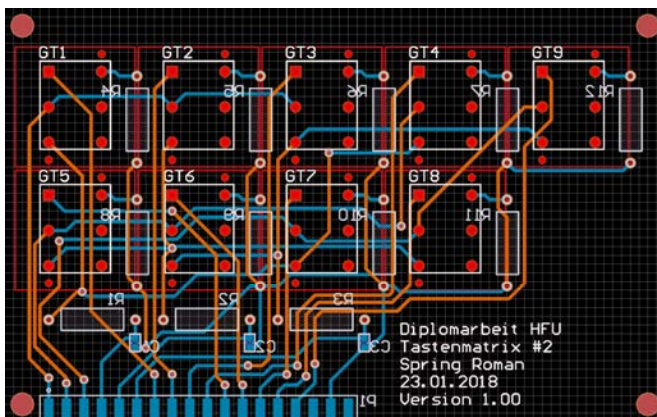 GT1 GT2 GT3 GT4 GT9
R4 R5 R6 R7 R12
GT5 GT6 GT7 GT8
R8 R9 R10 R11
R1 R2 R3
C1 C2 C3
Diplomarbeit HFU
Tastenmatrix #2
Spring Roman
23.01.2018
Version 1.00
P1